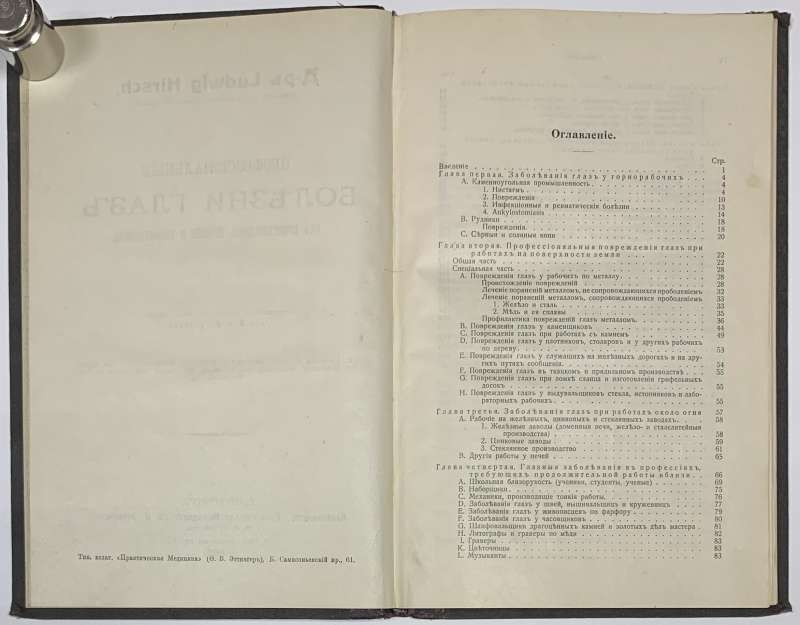 Тип. издат. «Практическая Медицина» (Ѳ. В. Эттингеръ), Б. Сампсоньевскій пр., 61.
Оглавленіе.
Стр.
Введеніе 1
Глава первая. Заболѣванія глазъ у горнорабочихъ 4
А. Каменноугольная промышленность 4
1. Нистагмъ 4
2. Поврежденія 10
3. Инфекціонныя и ревматическія болѣзни 13
4. Ankylostomiasis 14
В. Рудники 18
Поврежденія 18
С. Сѣрныя и соляныя копи 20
Глава вторая. Профессіональныя поврежденія глазъ при
работахъ на поверхности земли 22
Общая часть 22
Спеціальная часть 28
А. Поврежденія глазъ у рабочихъ по металлу 28
Происхожденіе поврежденій 28
Леченіе пораненій металломъ, не сопровождающихся прободеніемъ 32
Леченіе пораненій металломъ, сопровождающихся прободеніемъ 33
1. Желѣзо и сталь 33
2. Мѣдь и ея сплавы 35
Профилактика поврежденій глазъ металломъ 36
В. Поврежденія глазъ у каменщиковъ 44
С. Поврежденія глазъ при работахъ съ камнемъ 49
D. Поврежденія глазъ у плотниковъ, столяровъ и у другихъ рабочихъ
по дереву 53
Е. Поврежденія глазъ у служащихъ на желѣзныхъ дорогахъ и на дру-
гихъ путяхъ сообщенія 54
F. Поврежденія глазъ въ ткацкомъ и прядильномъ производствѣ 55
G. Поврежденія глазъ при ломкѣ сланца и изготовленіи грифельныхъ
досокъ 55
Н. Поврежденія глазъ у выдувальщиковъ стекла, источниковъ и лабо-
раторныхъ рабочихъ 55
Глава третья. Заболѣванія глазъ при работахъ около огня 57
А. Рабочіе на желѣзныхъ, цинковыхъ и стеклянныхъ заводахъ 58
1. Желѣзные заводы (доменныя печи, желѣзо- и сталелитейныя
производства) 58
2. Цинковые заводы 59
3. Стеклянное производство 61
В. Другія работы у печей 65
Глава четвертая. Главныя заболѣванія въ профессіяхъ,
требующихъ продолжительной работы вблизи 66
А. Школьная близорукость (ученики, студенты, ученые) 69
В. Наборщики 75
С. Механики, производящіе тонкія работы 76
D. Заболѣванія глазъ у швей, вышивальщицъ и кружевницъ 77
Е. Заболѣванія глазъ у живописцевъ по фарфору 79
F. Заболѣванія глазъ у часовщиковъ 80
G. Шлифовальщики драгоцѣнныхъ камней и золотыхъ дѣлъ мастера 81
Н. Литографы и граверы по мѣди 82
I. Граверы 83
К. Цвѣточницы 83
L. Музыканты 83